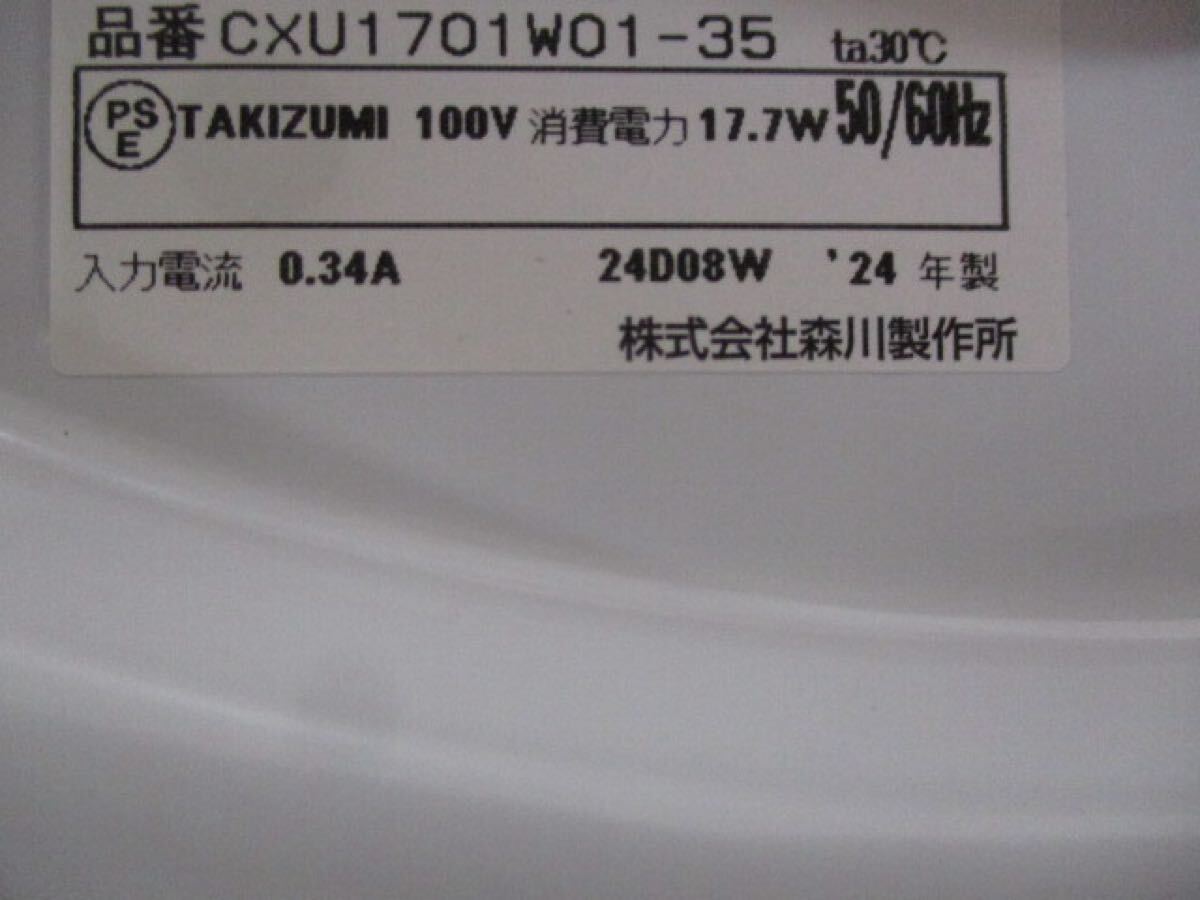 品番CXU1701W01-35 ta30℃
PSE TAKIZUMI 100V 消費電力 17.7W 50/60Hz
入力電流 0.34A 24D08W '24 年製
株式会社森川製作所